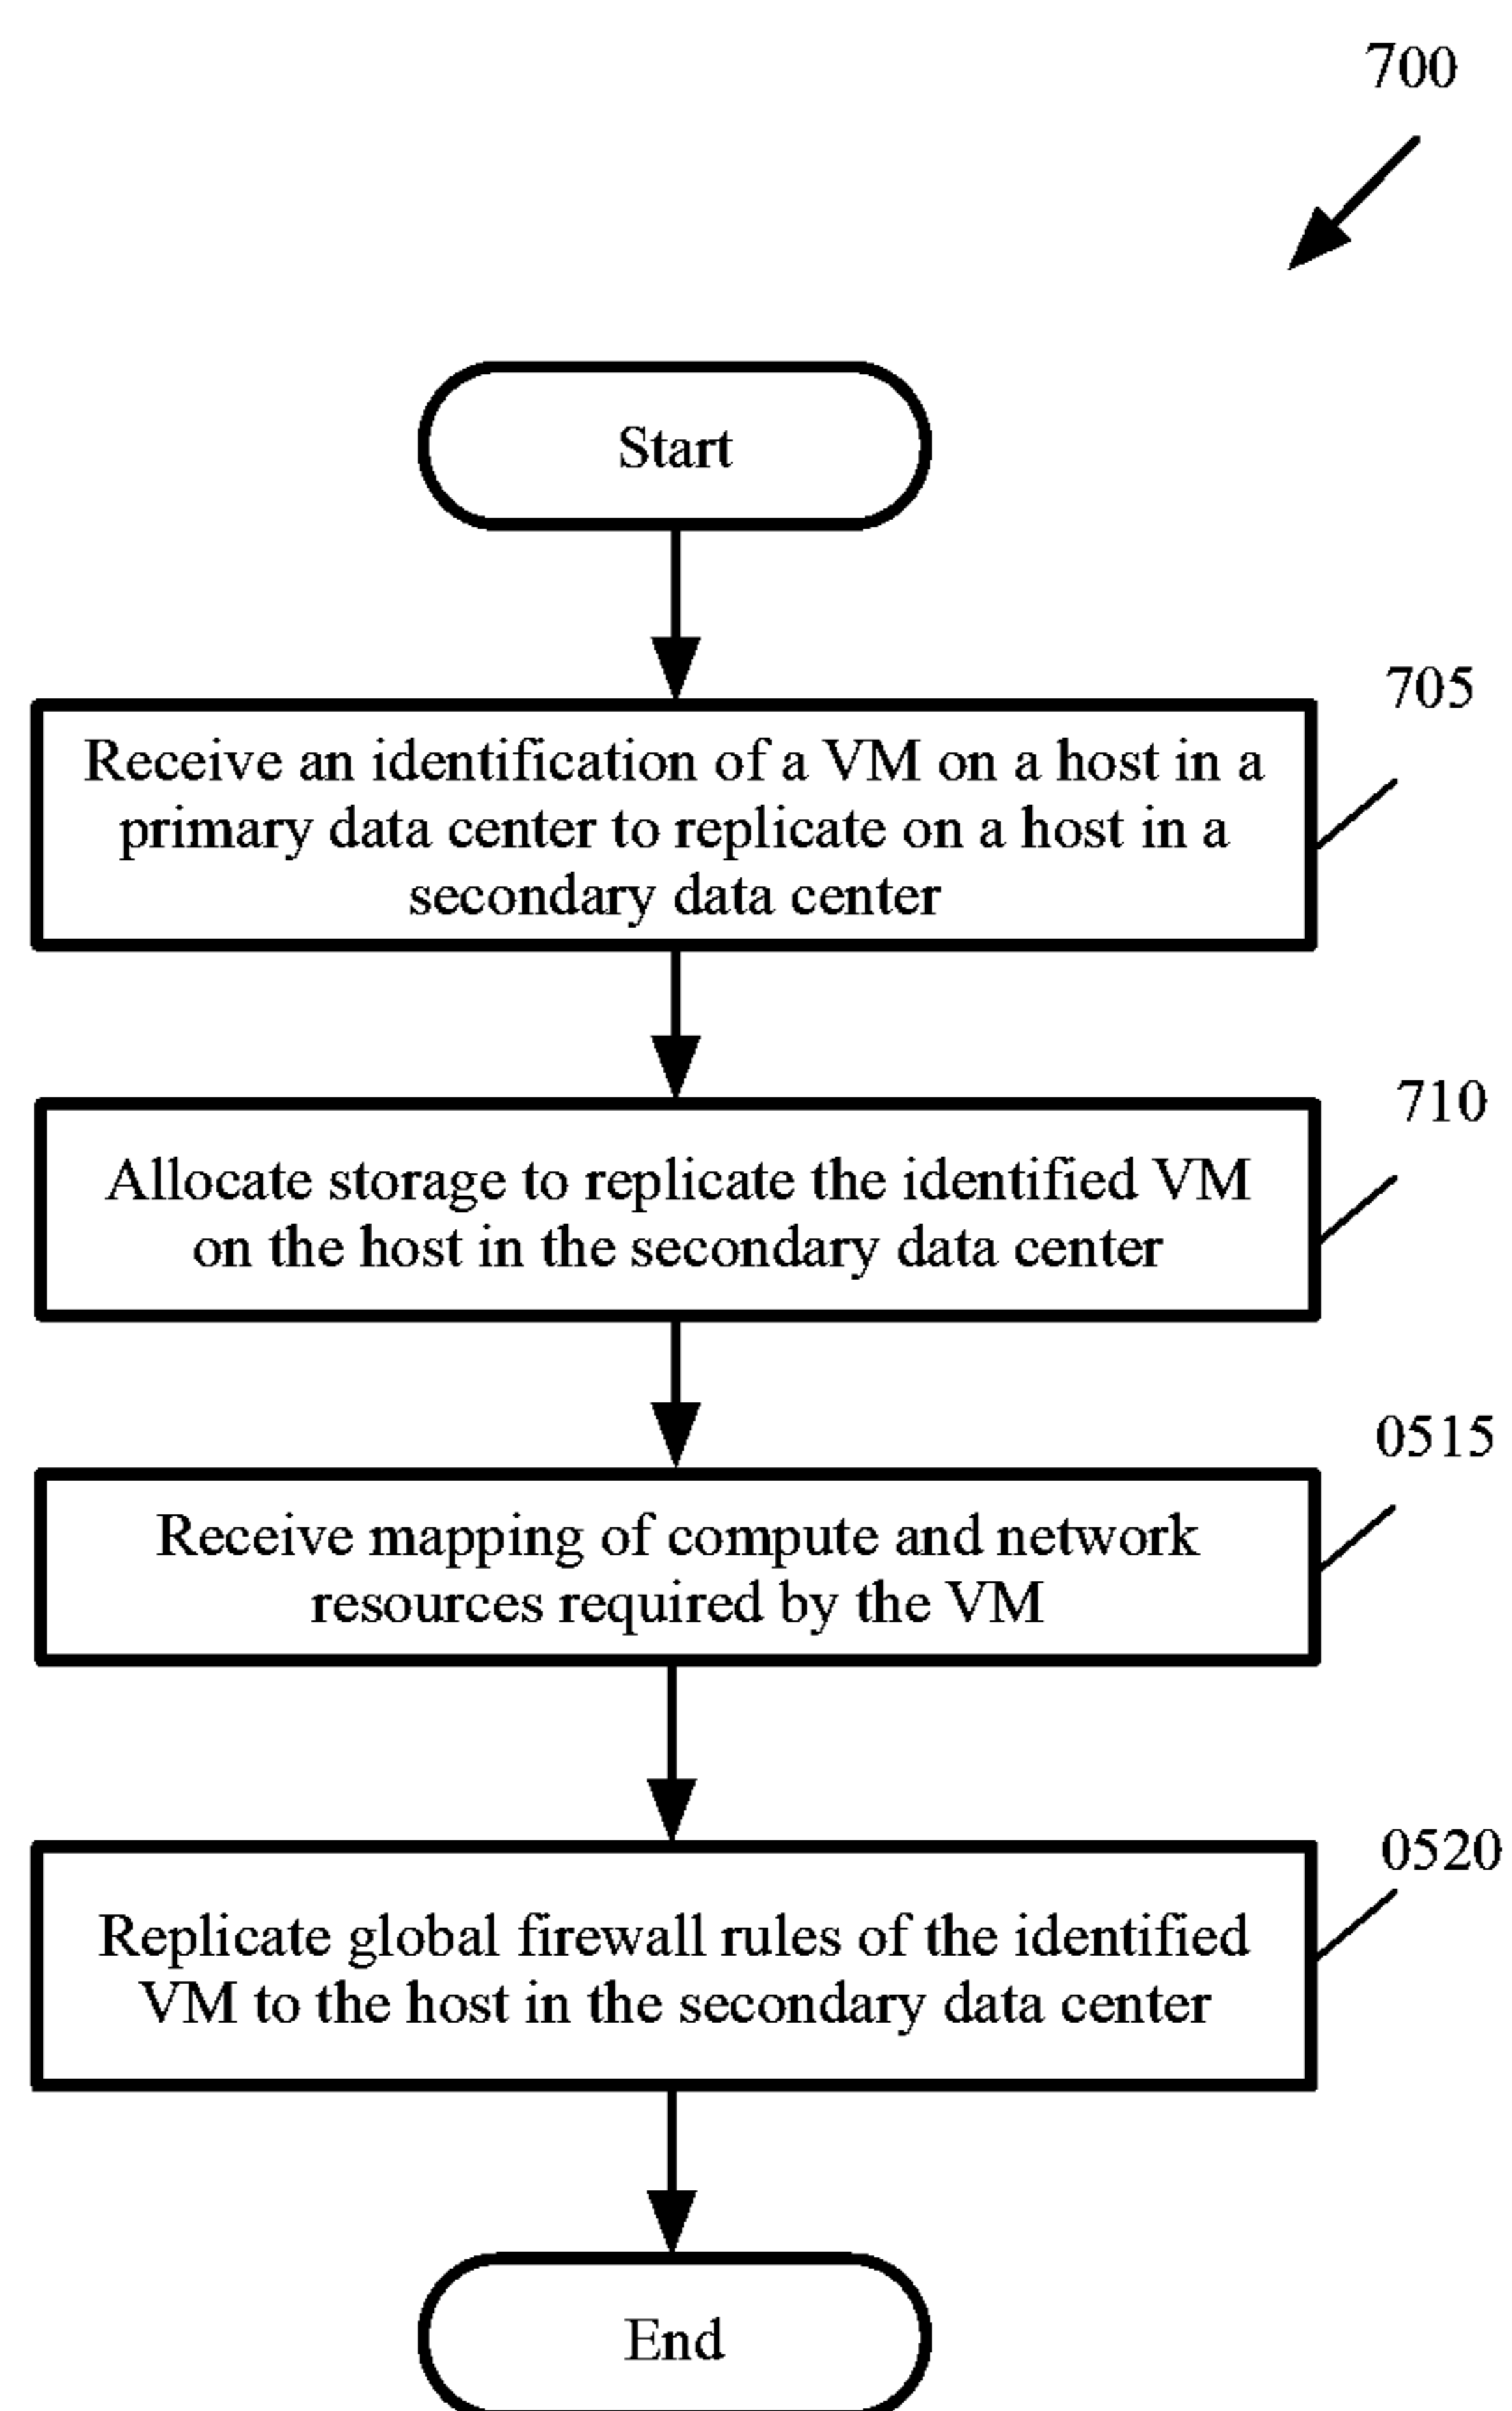 700
Start
705
Receive an identification of a VM on a host in a
primary data center to replicate on a host in a
secondary data center
710
Allocate storage to replicate the identified VM
on the host in the secondary data center
0515
Receive mapping of compute and network
resources required by the VM
0520
Replicate global firewall rules of the identified
VM to the host in the secondary data center
End